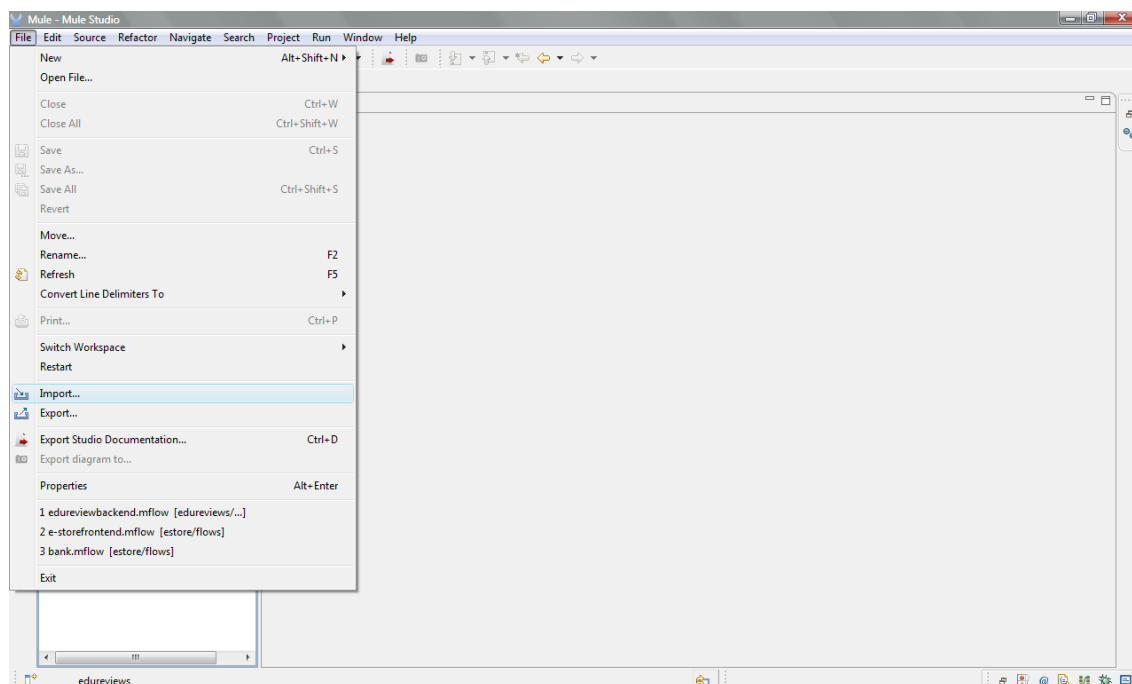 Mule - Mule Studio
File Edit Source Refactor Navigate Search Project Run Window Help
New Alt+Shift+N
Open File...
Close Ctrl+W
Close All Ctrl+Shift+W
Save Ctrl+S
Save As...
Save All Ctrl+Shift+S
Revert
Move...
Rename... F2
Refresh F5
Convert Line Delimiters To
Print... Ctrl+P
Switch Workspace
Restart
Import...
Export...
Export Studio Documentation... Ctrl+D
Export diagram to...
Properties Alt+Enter
1 edureviewbackend.mflow [edureviews/...]
2 e-storefrontend.mflow [estore/flows]
3 bank.mflow [estore/flows]
Exit
edureviews